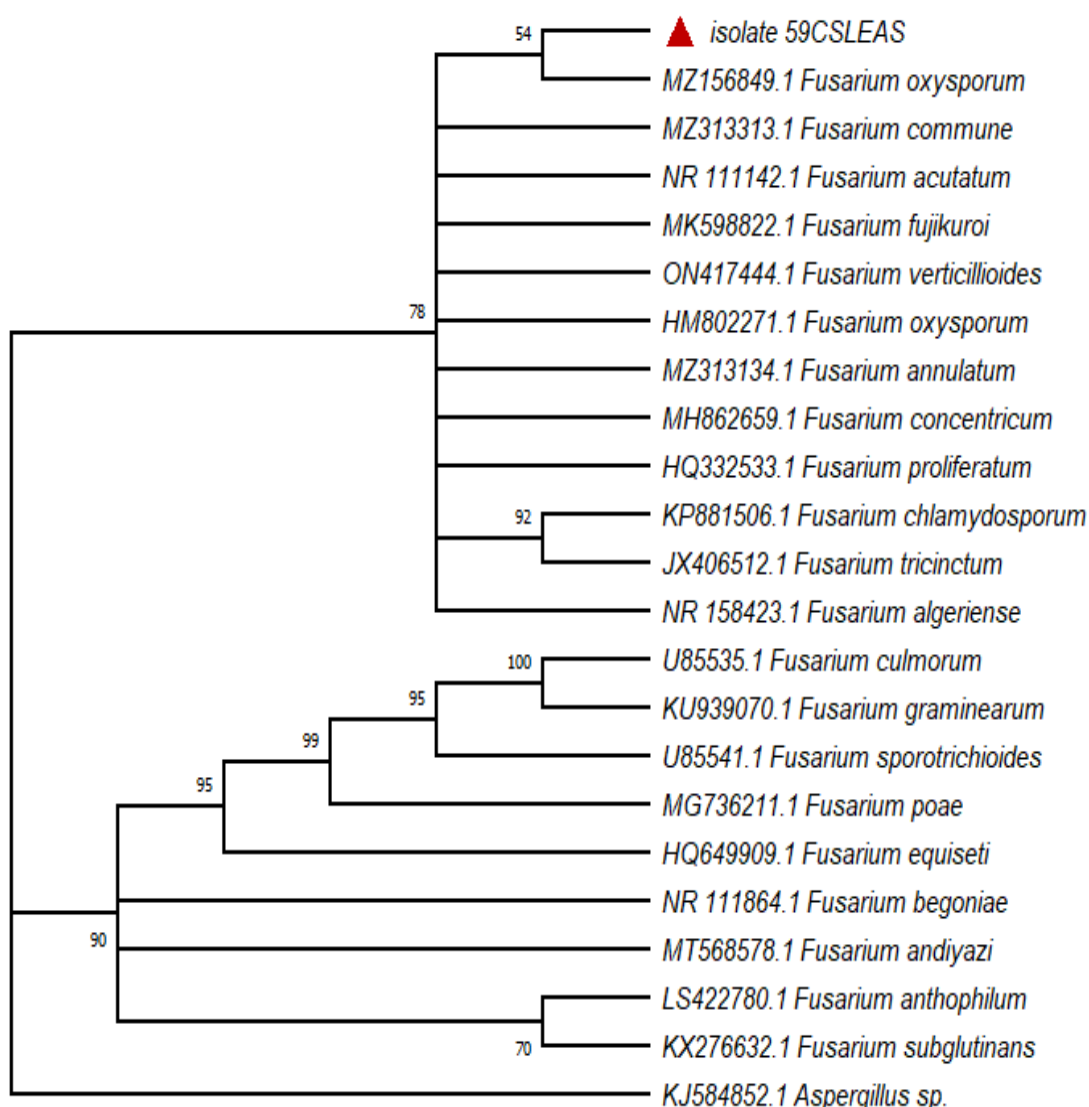 54
isolate 59CSLEAS
MZ156849.1 Fusarium oxysporum
MZ313313.1 Fusarium commune
NR 111142.1 Fusarium acutatum
MK598822.1 Fusarium fujikuroi
ON417444.1 Fusarium verticillioides
78
HM802271.1 Fusarium oxysporum
MZ313134.1 Fusarium annulatum
MH862659.1 Fusarium concentricum
HQ332533.1 Fusarium proliferatum
92
KP881506.1 Fusarium chlamydosporum
JX406512.1 Fusarium tricinctum
NR 158423.1 Fusarium algeriense
100
U85535.1 Fusarium culmorum
95
KU939070.1 Fusarium graminearum
99
U85541.1 Fusarium sporotrichioides
95
MG736211.1 Fusarium poae
HQ649909.1 Fusarium equiseti
NR 111864.1 Fusarium begoniae
90
MT568578.1 Fusarium andiyazi
LS422780.1 Fusarium anthophilum
70
KX276632.1 Fusarium subglutinans
KJ584852.1 Aspergillus sp.